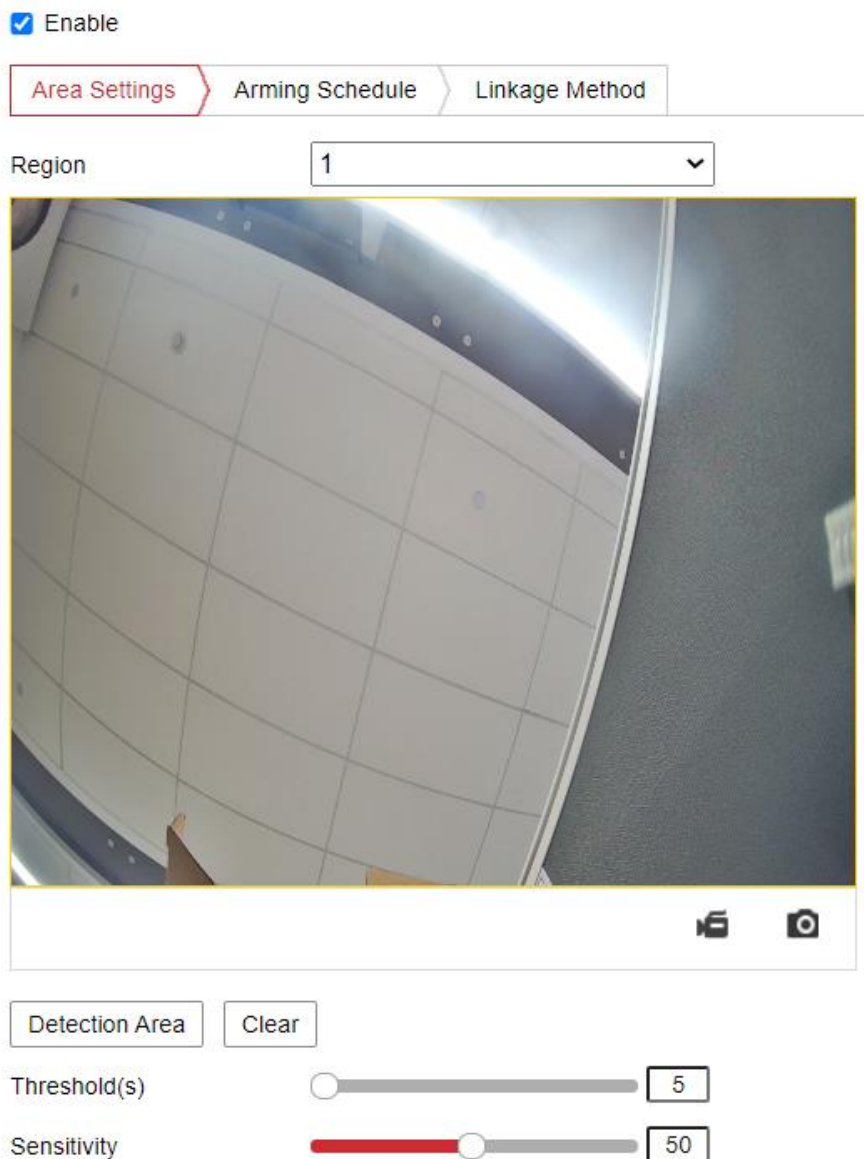 Enable
Area Settings Arming Schedule Linkage Method
Region 1
Detection Area Clear
Threshold(s) 5
Sensitivity 50